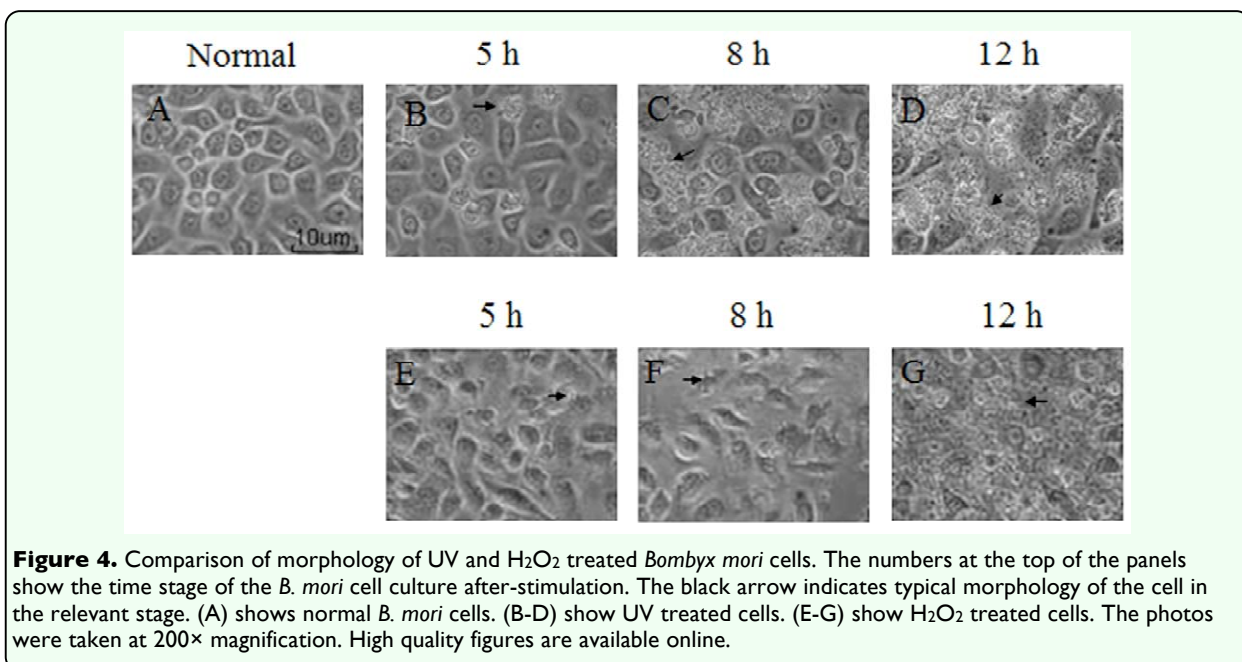 Normal 5 h 8 h 12 h
A B C D
10um
5 h 8 h 12 h
E F G
Figure 4. Comparison of morphology of UV and H₂O₂ treated Bombyx mori cells. The numbers at the top of the panels
show the time stage of the B. mori cell culture after-stimulation. The black arrow indicates typical morphology of the cell in
the relevant stage. (A) shows normal B. mori cells. (B-D) show UV treated cells. (E-G) show H₂O₂ treated cells. The photos
were taken at 200× magnification. High quality figures are available online.